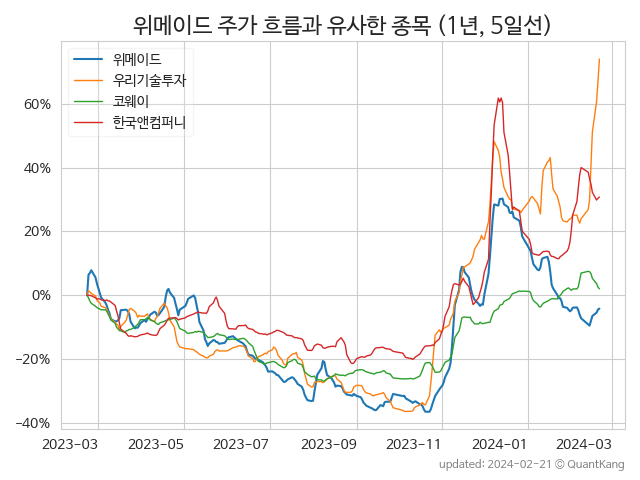 위메이드 주가 흐름과 유사한 종목 (1년, 5일선)
위메이드
우리기술투자
코웨이
한국앤컴퍼니
60%
40%
20%
0%
−20%
−40%
2023-03 2023-05 2023-07 2023-09 2023-11 2024-01 2024-03
updated: 2024-02-21 © QuantKang